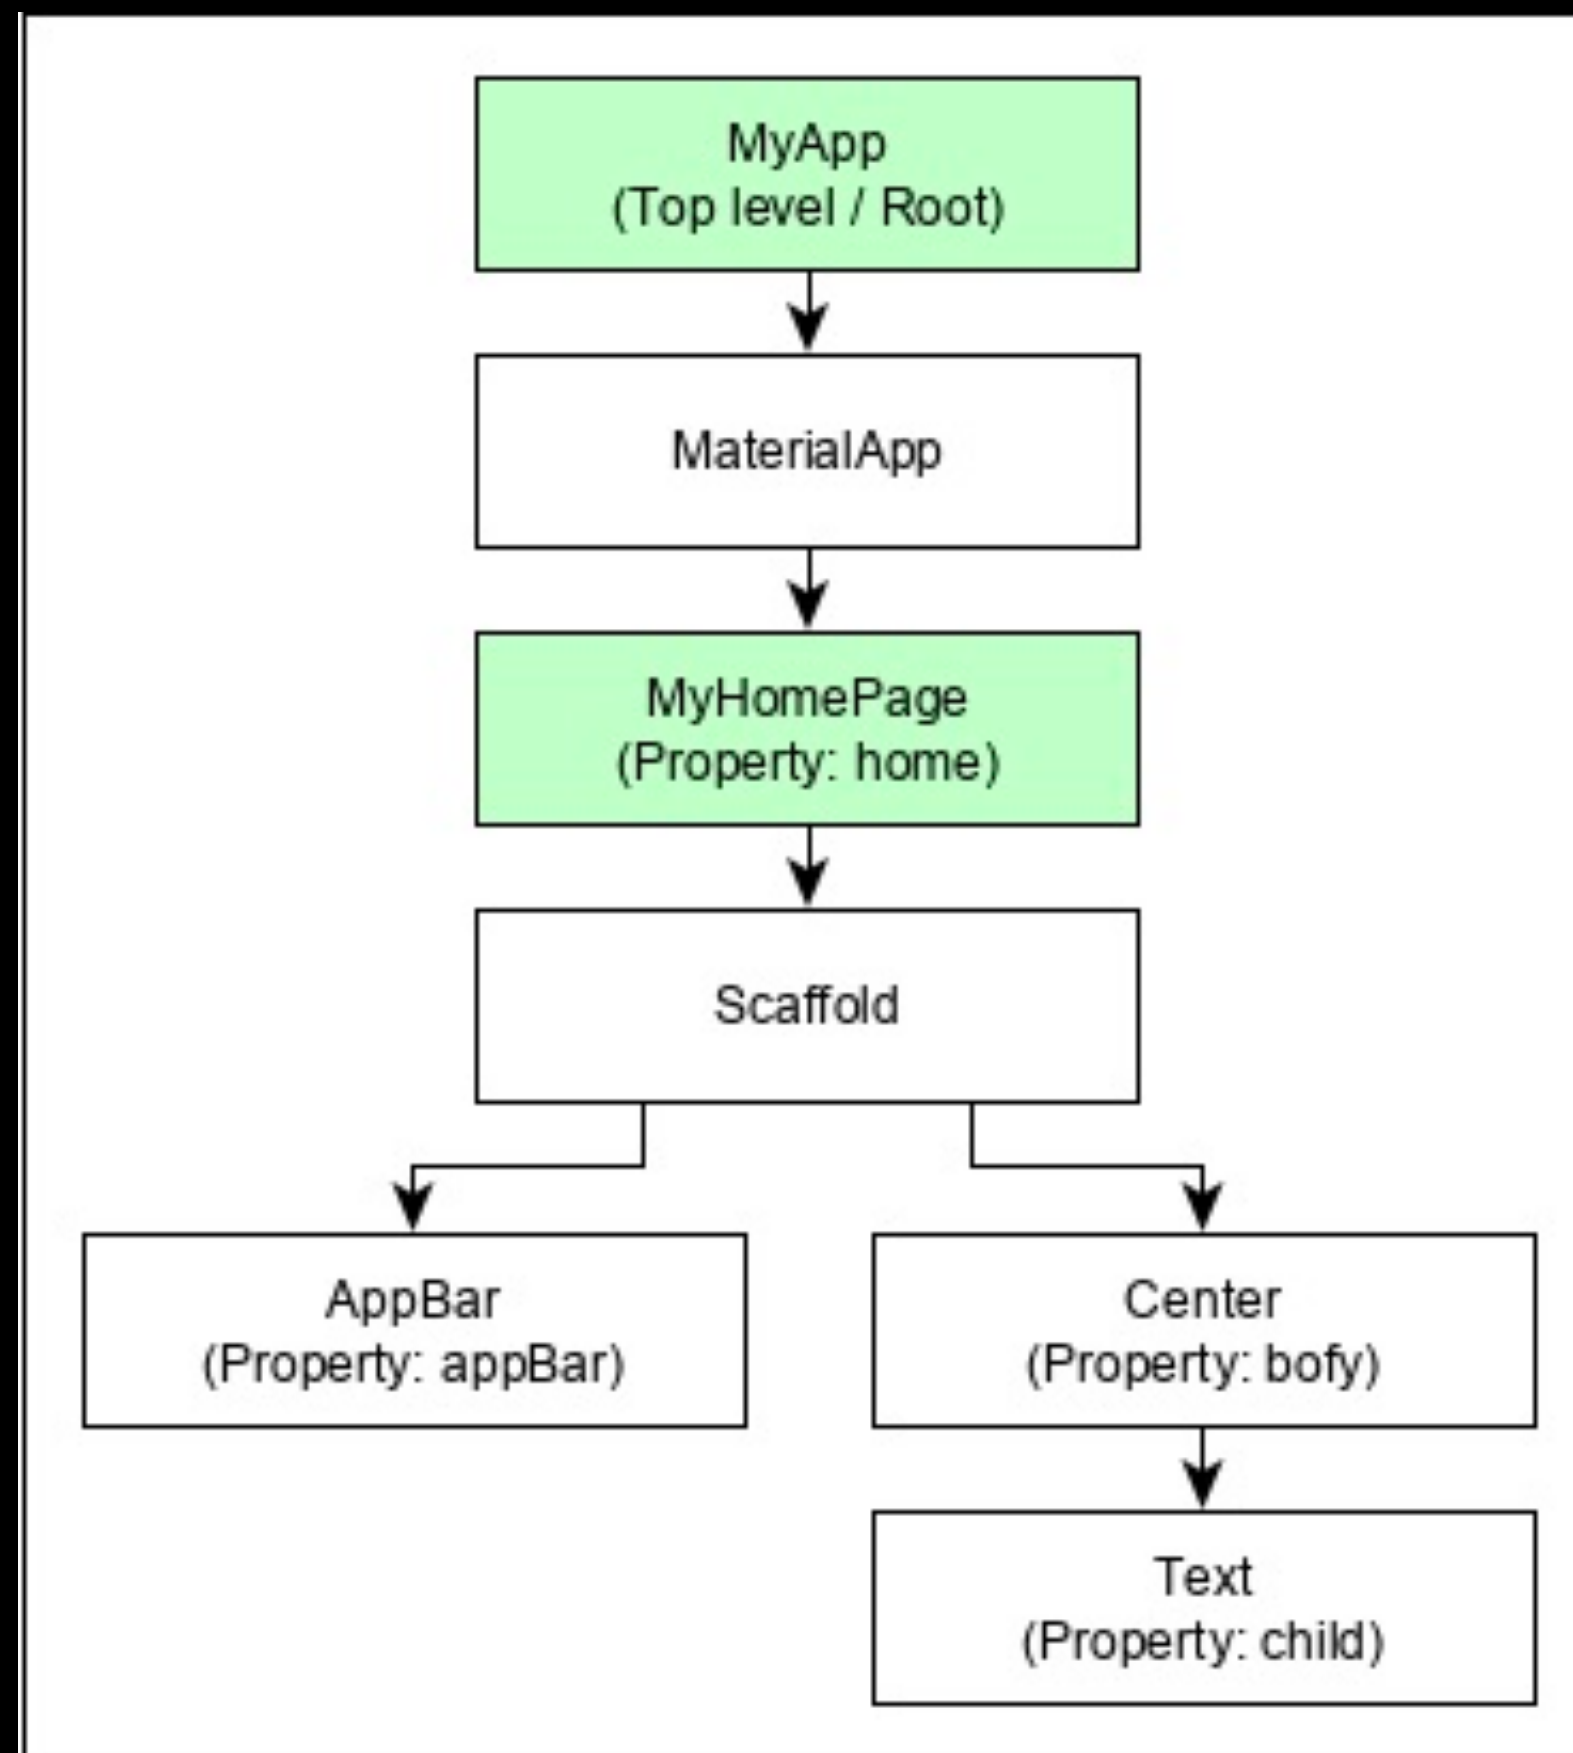 MyApp
(Top level / Root)
MaterialApp
MyHomePage
(Property: home)
Scaffold
AppBar
(Property: appBar)
Center
(Property: bofy)
Text
(Property: child)